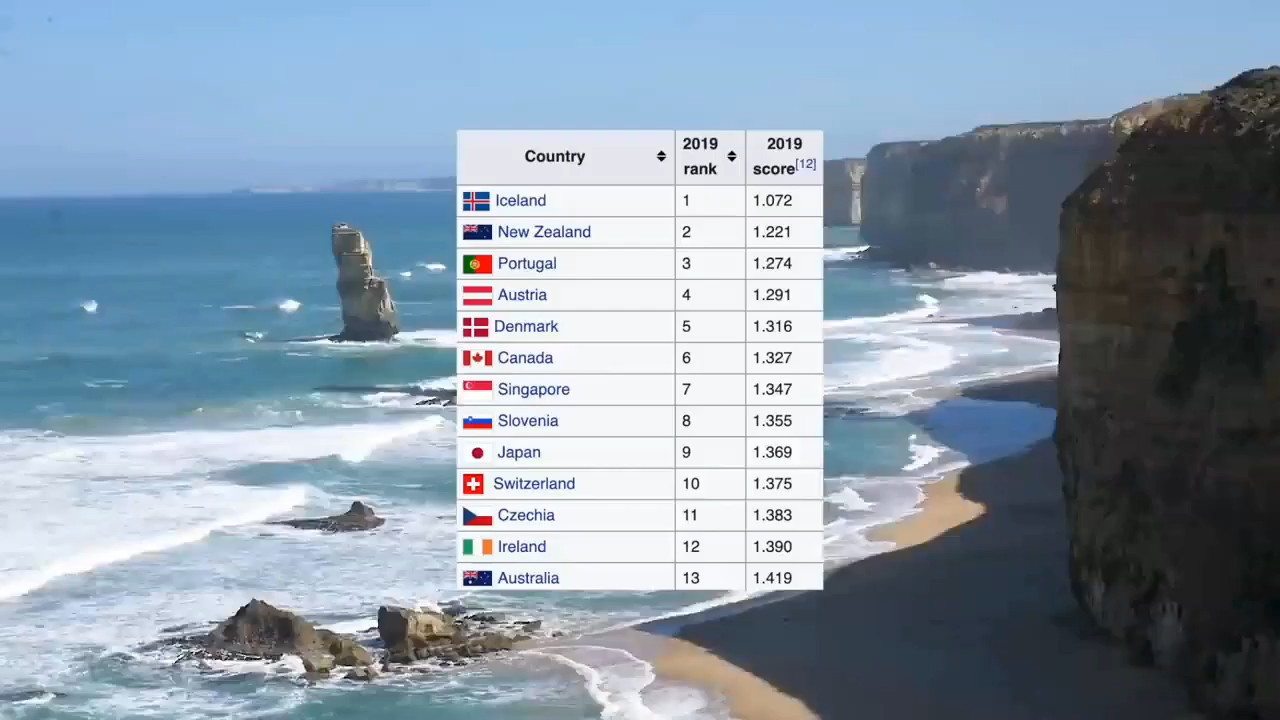 Country 2019 rank 2019 score[12]
Iceland 1 1.072
New Zealand 2 1.221
Portugal 3 1.274
Austria 4 1.291
Denmark 5 1.316
Canada 6 1.327
Singapore 7 1.347
Slovenia 8 1.355
Japan 9 1.369
Switzerland 10 1.375
Czechia 11 1.383
Ireland 12 1.390
Australia 13 1.419